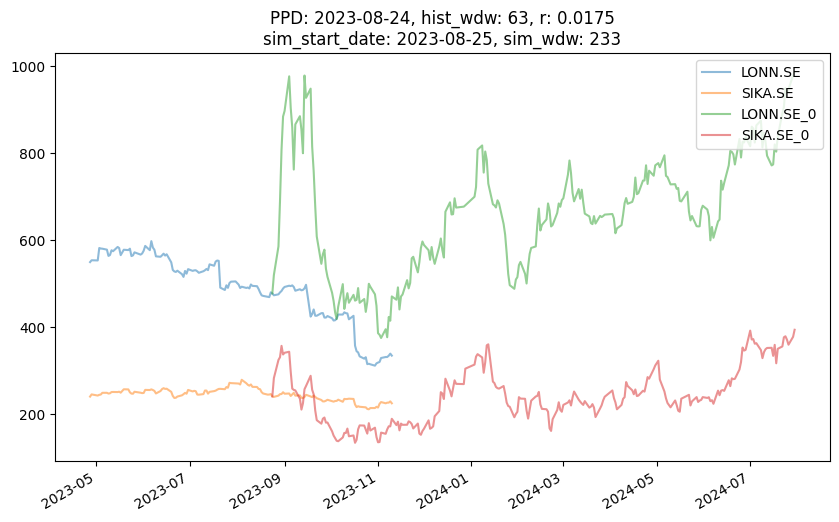 PPD: 2023-08-24, hist_wdw: 63, r: 0.0175
sim_start_date: 2023-08-25, sim_wdw: 233
LONN.SE
SIKA.SE
LONN.SE_0
SIKA.SE_0
1000
800
600
400
200
2023-05
2023-07
2023-09
2023-11
2024-01
2024-03
2024-05
2024-07